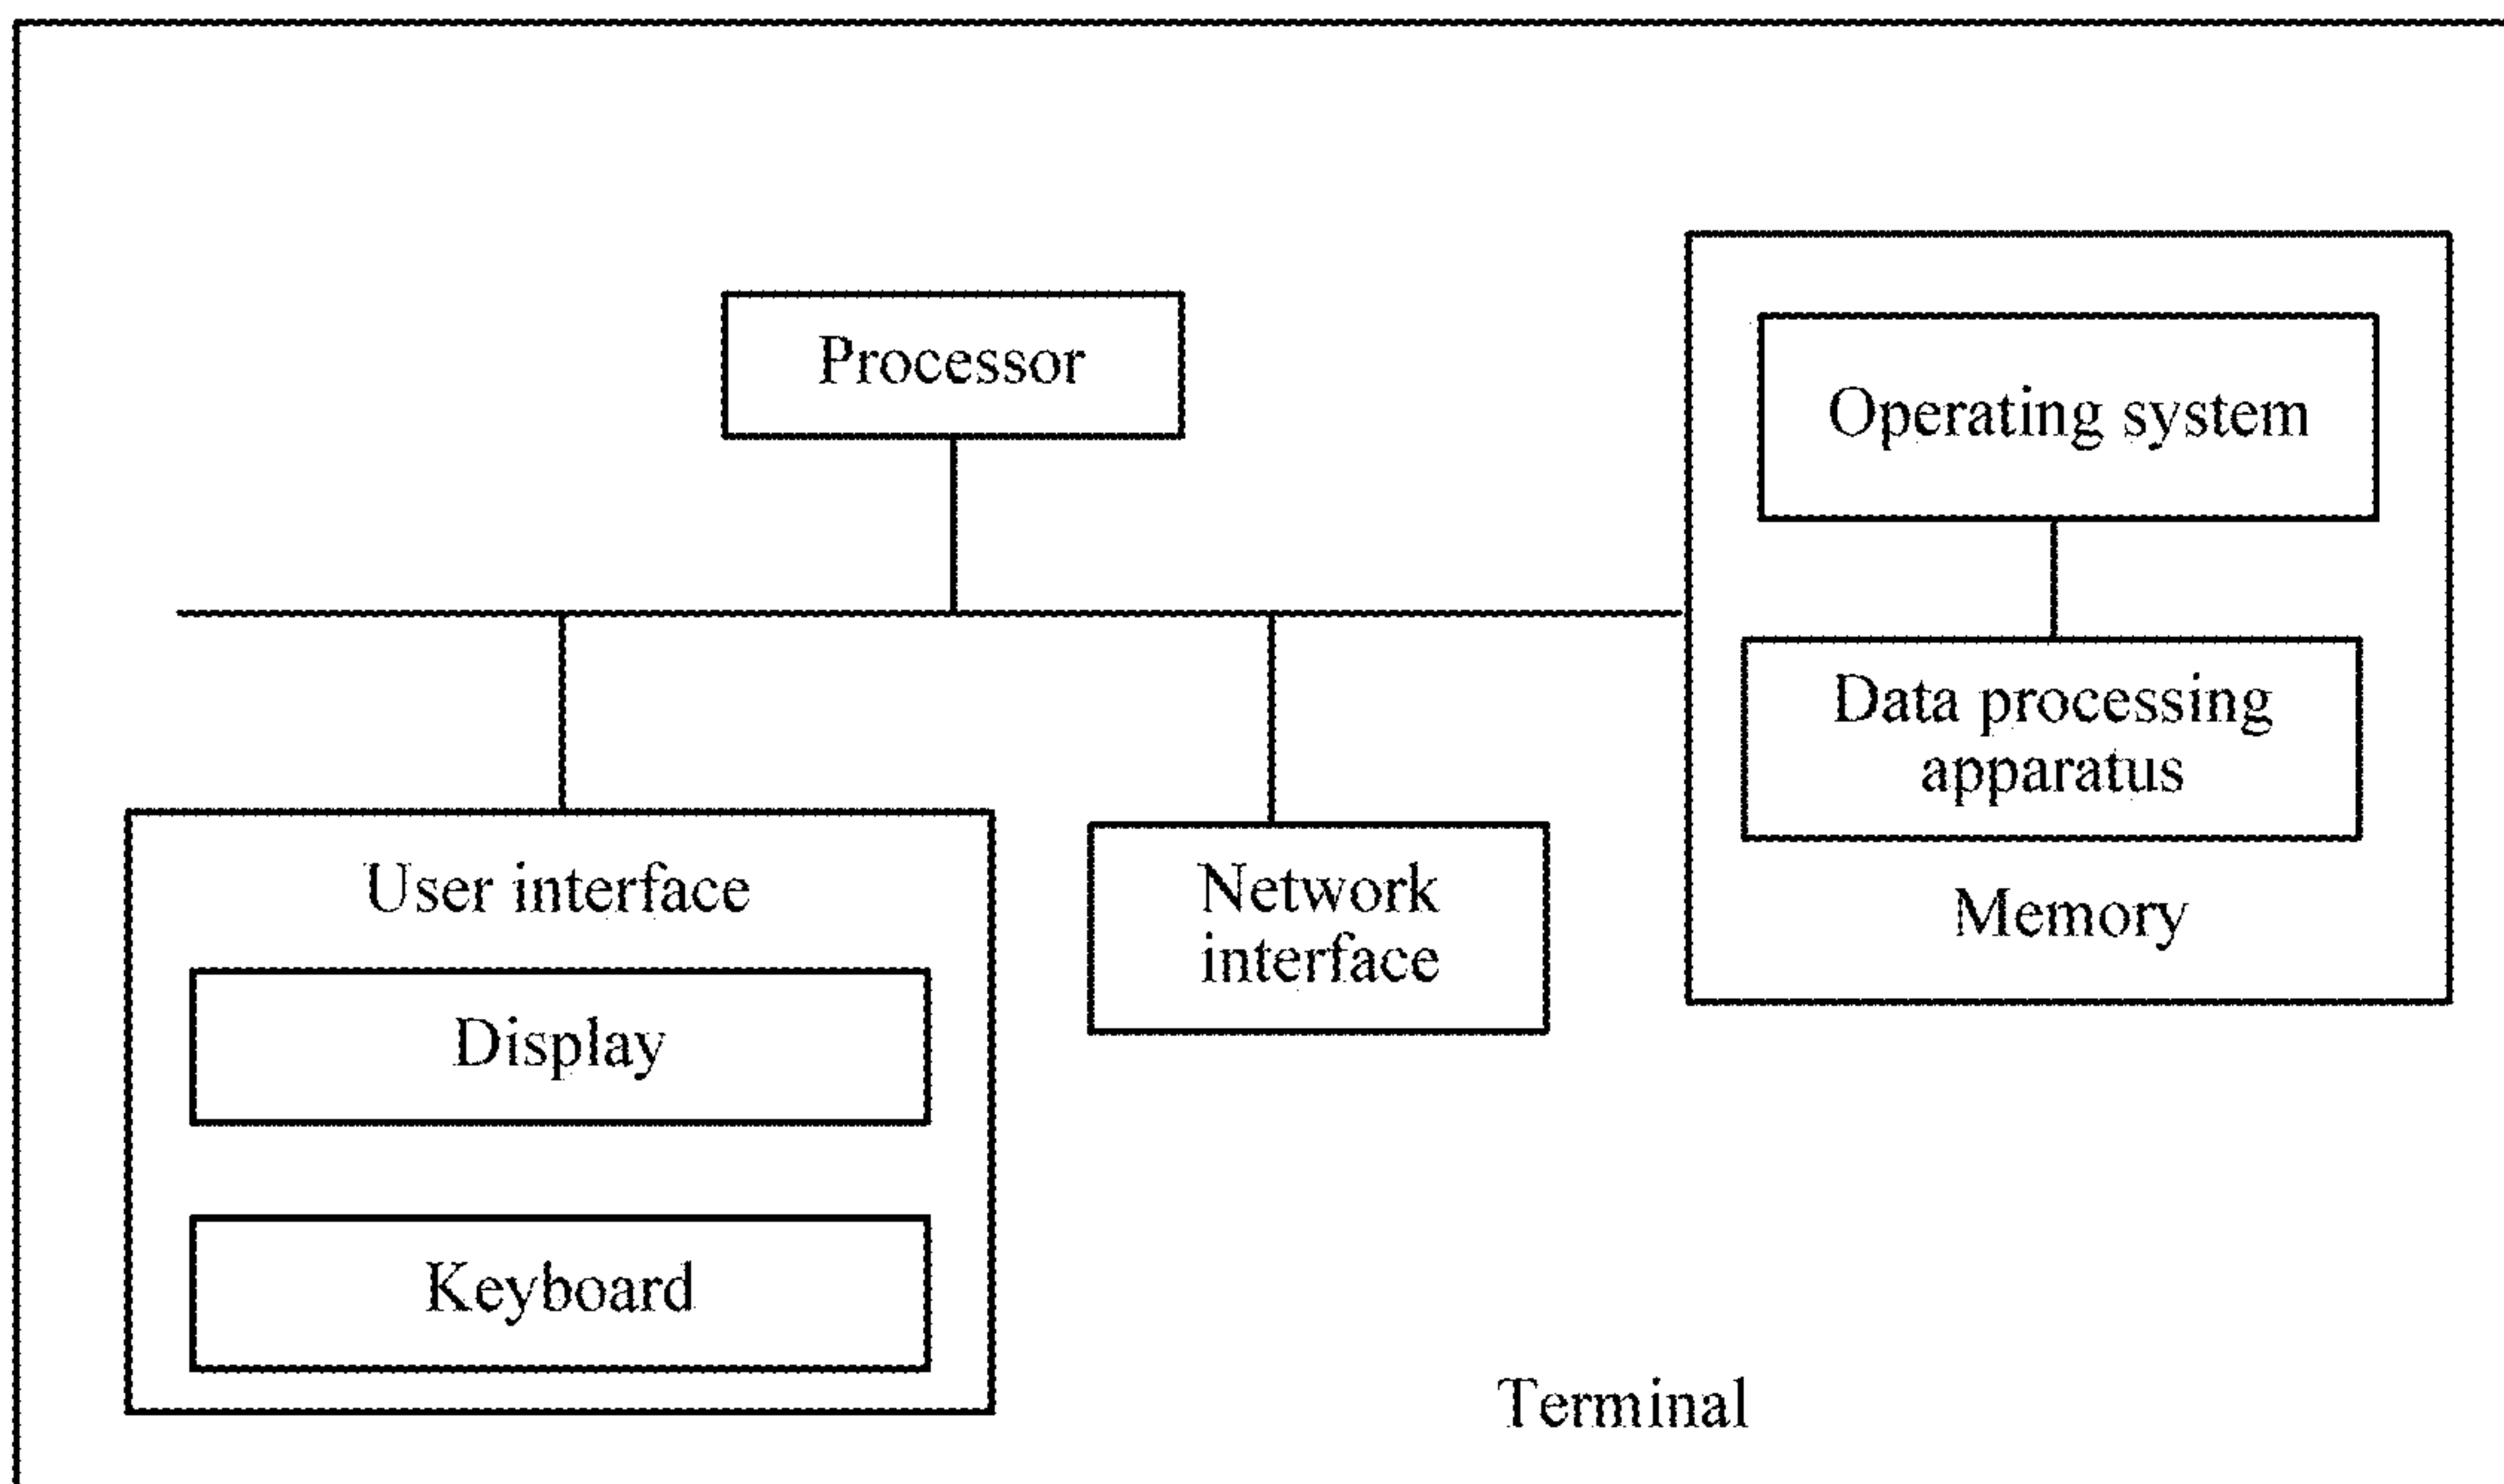 Processor
Operating system
Data processing
apparatus
Memory
User interface
Display
Keyboard
Network
interface
Terminal